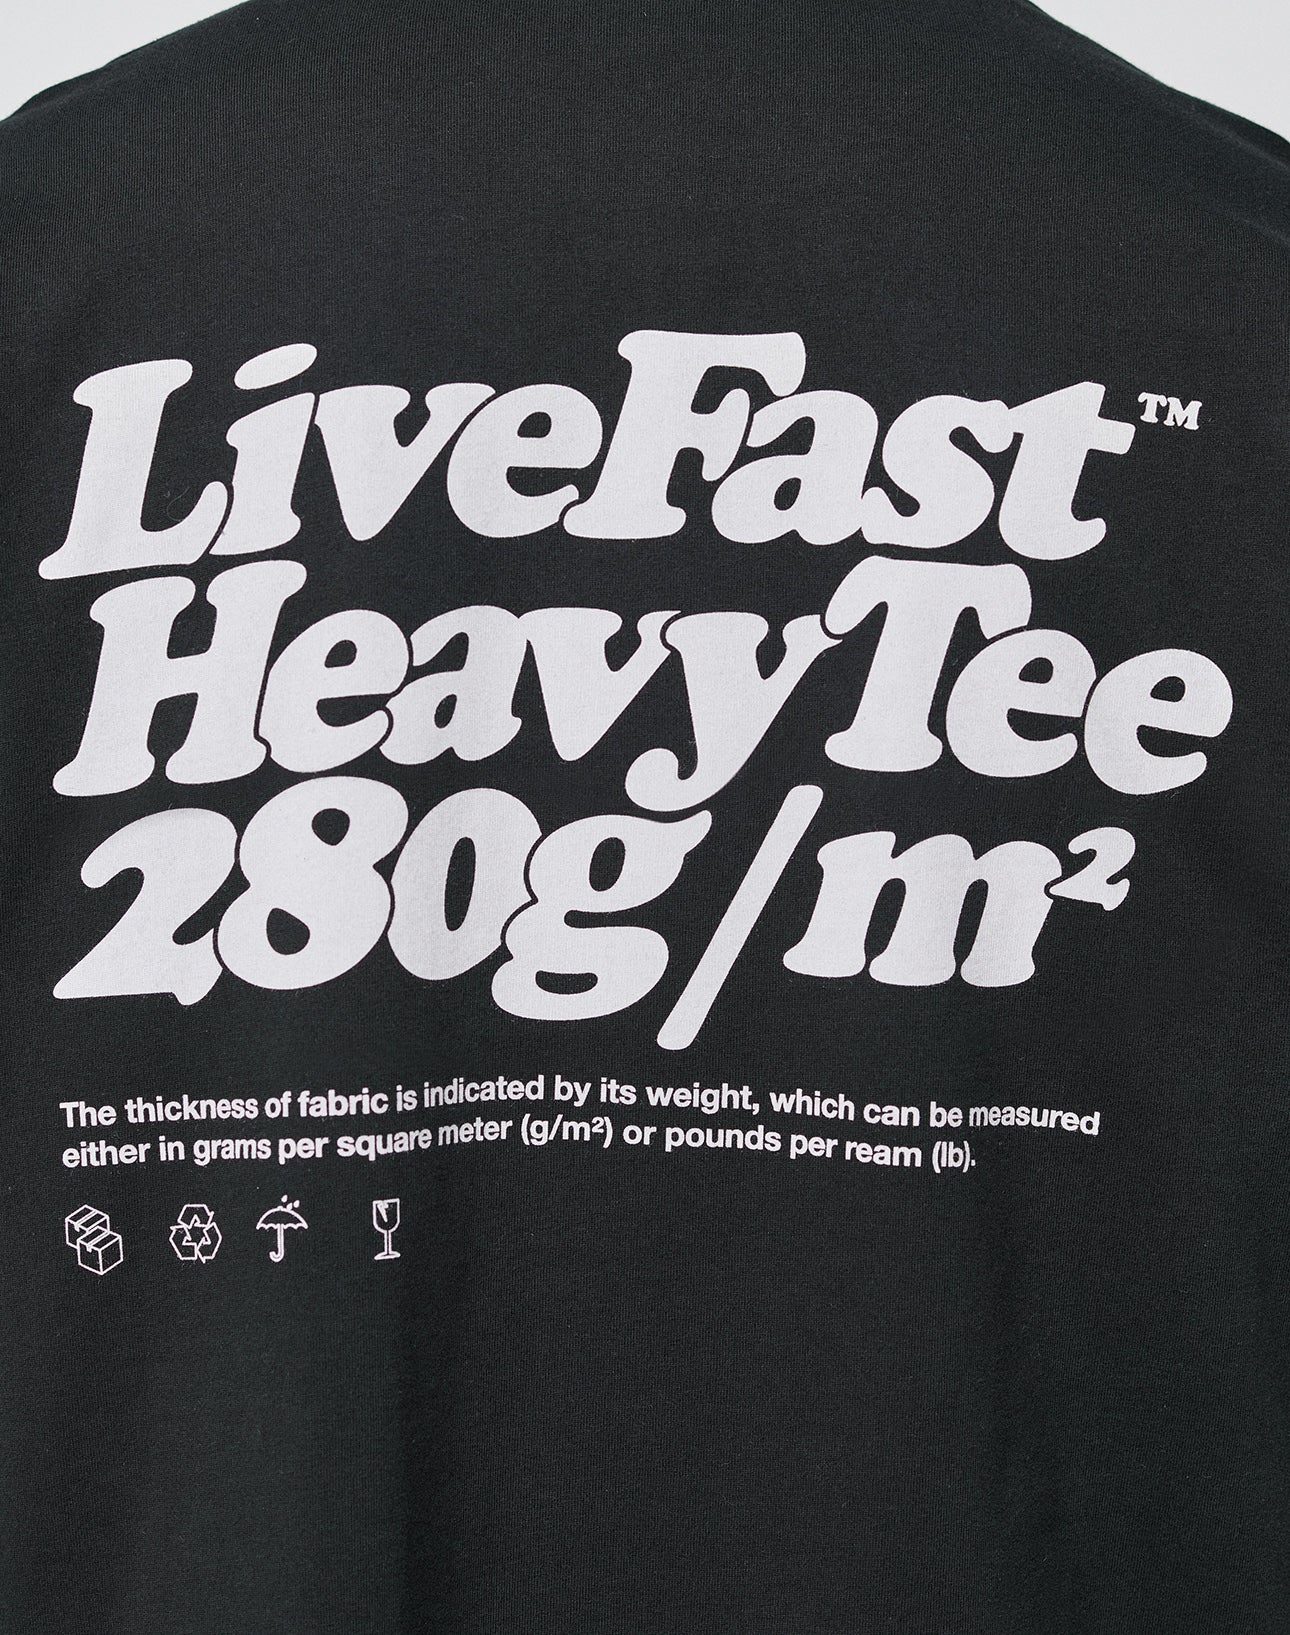 LiveFast™
HeavyTee
280g/m²
The thickness of fabric is indicated by its weight, which can be measured
either in grams per square meter (g/m²) or pounds per ream (lb).